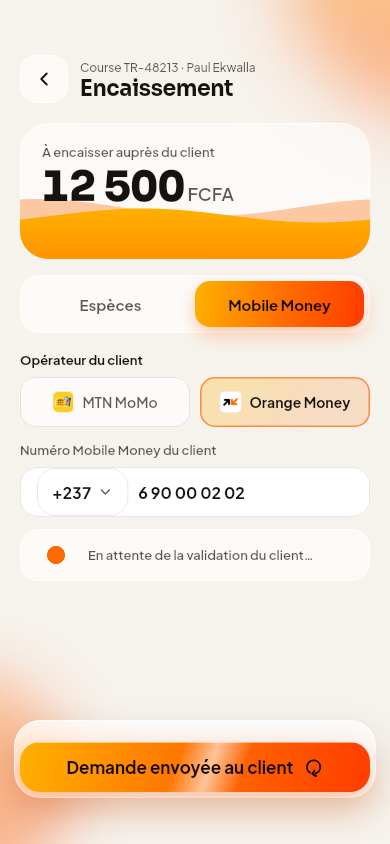 Course TR-48213 · Paul Ekwalla
Encaissement
À encaisser auprès du client
12 500 FCFA
Espèces
Mobile Money
Opérateur du client
MTN MoMo
Orange Money
Numéro Mobile Money du client
+237
6 90 00 02 02
En attente de la validation du client…
Demande envoyée au client